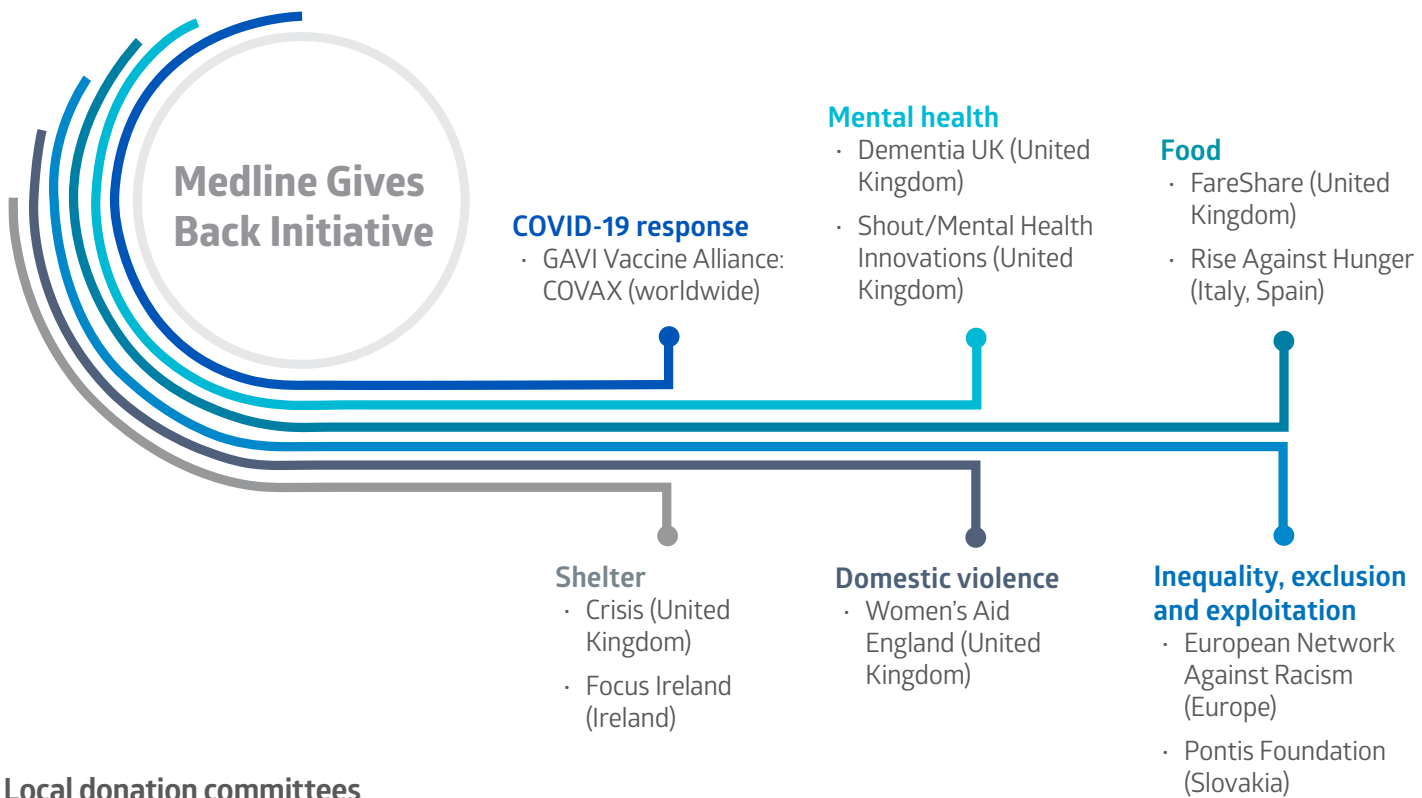 Medline Gives
Back Initiative
COVID-19 response
· GAVI Vaccine Alliance:
COVAX (worldwide)
Mental health
· Dementia UK (United
Kingdom)
· Shout/Mental Health
Innovations (United
Kingdom)
Food
· FareShare (United
Kingdom)
· Rise Against Hunger
(Italy, Spain)
Shelter
· Crisis (United
Kingdom)
· Focus Ireland
(Ireland)
Domestic violence
· Women’s Aid
England (United
Kingdom)
Inequality, exclusion
and exploitation
· European Network
Against Racism
(Europe)
· Pontis Foundation
(Slovakia)
Local donation committees